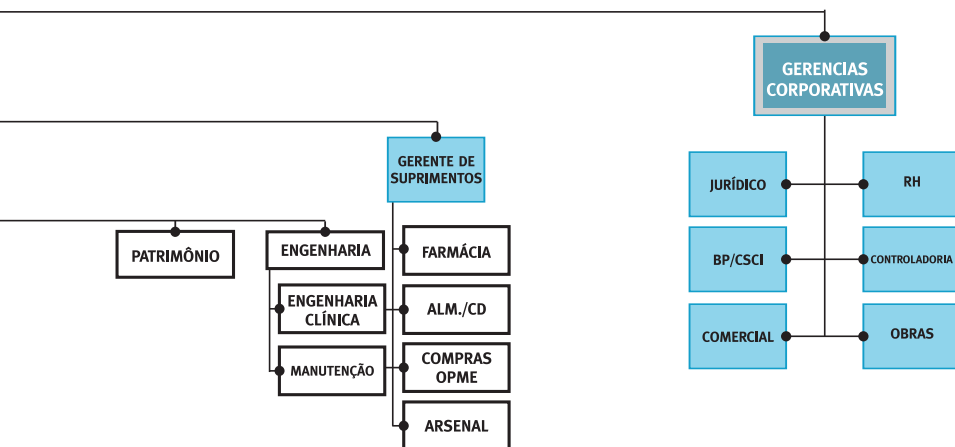 GERENCIAS
CORPORATIVAS
GERENTE DE
SUPRIMENTOS
JURÍDICO
RH
PATRIMÔNIO
ENGENHARIA
FARMÁCIA
BP/CSCI
CONTROLADORIA
ENGENHARIA
CLÍNICA
ALM./CD
COMERCIAL
OBRAS
MANUTENÇÃO
COMPRAS
OPME
ARSENAL